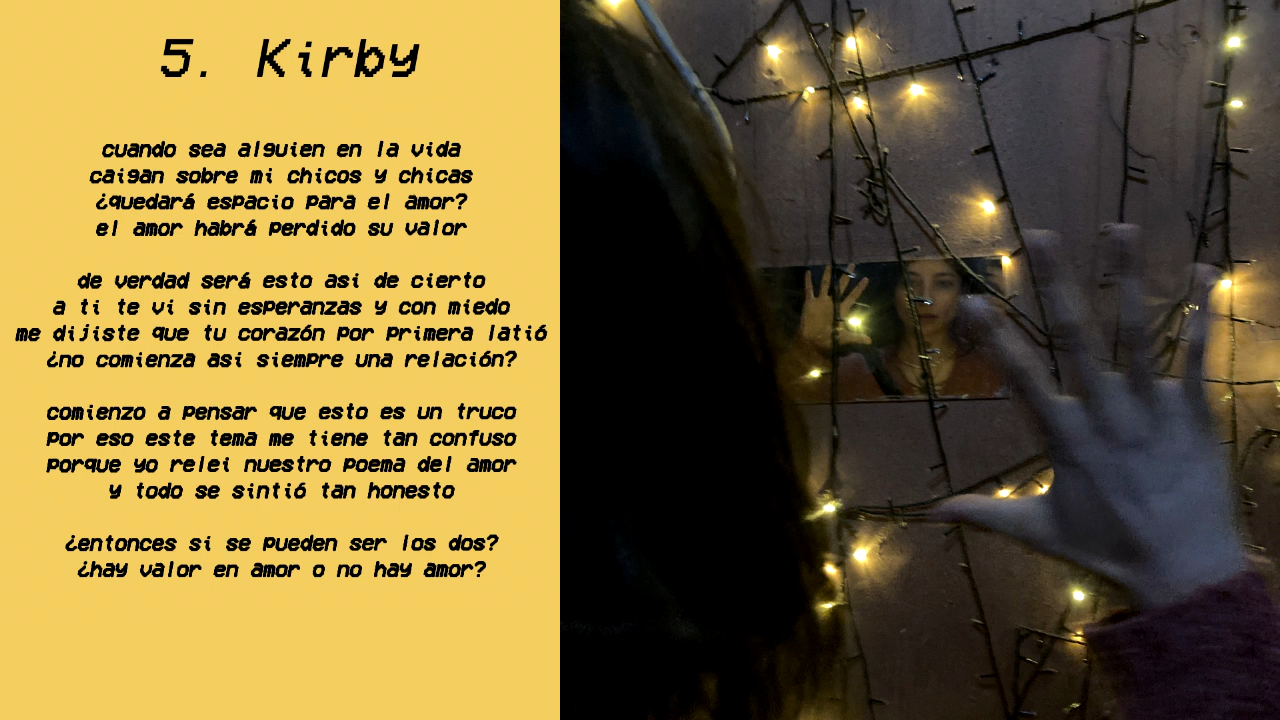 5. Kirby
cuando sea alguien en la vida
caigan sobre mi chicos y chicas
¿quedará espacio para el amor?
el amor habrá perdido su valor
de verdad será esto asi de cierto
a ti te vi sin esperanzas y con miedo
me dijiste que tu corazón por primera latió
¿no comienza asi siempre una relación?
comienzo a pensar que esto es un truco
por eso este tema me tiene tan confuso
porque yo relei nuestro poema del amor
y todo se sintió tan honesto
¿entonces si se pueden ser los dos?
¿hay valor en amor o no hay amor?